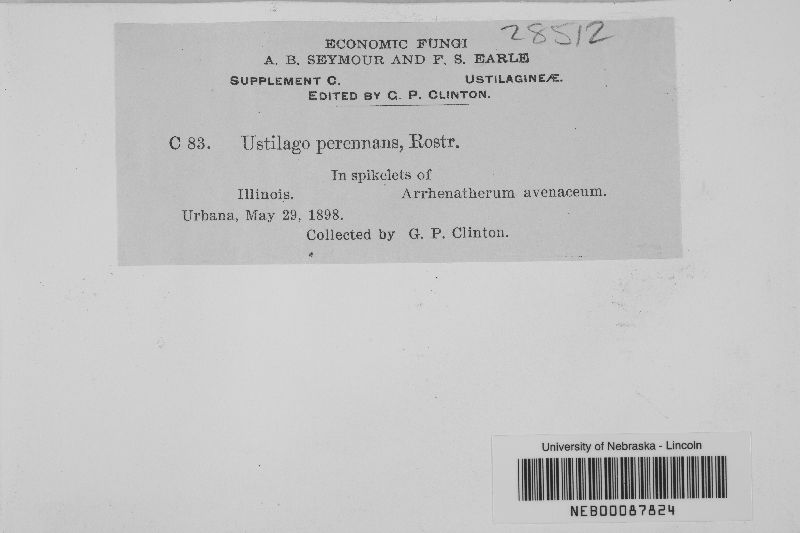 28512
ECONOMIC FUNGI
A. B. SEYMOUR AND F. S. EARLE
SUPPLEMENT C. USTILAGINEÆ.
EDITED BY G. P. CLINTON.
C 83. Ustilago perennans, Rostr.
In spikelets of
Illinois. Arrhenatherum avenaceum.
Urbana, May 29, 1898.
Collected by G. P. Clinton.
University of Nebraska - Lincoln
NEB00087824